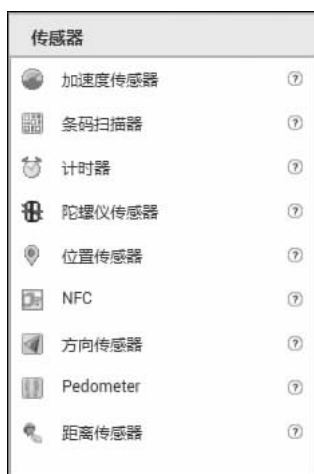 传感器
加速度传感器
条码扫描器
计时器
陀螺仪传感器
位置传感器
NFC
方向传感器
Pedometer
距离传感器